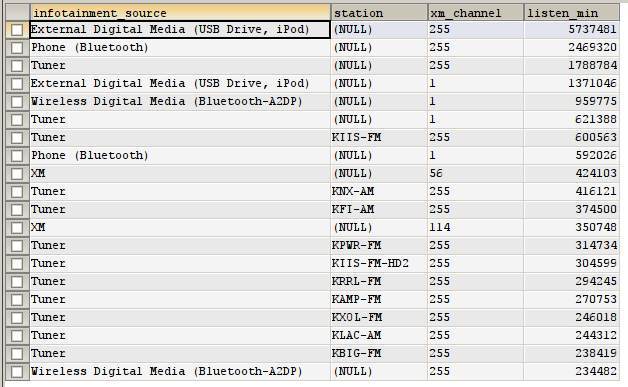 infotainment_source station xm_channel listen_min
External Digital Media (USB Drive, iPod) (NULL) 255 5737481
Phone (Bluetooth) (NULL) 255 2469320
Tuner (NULL) 255 1788784
External Digital Media (USB Drive, iPod) (NULL) 1 1371046
Wireless Digital Media (Bluetooth-A2DP) (NULL) 1 959775
Tuner (NULL) 1 621388
Tuner KIIS-FM 255 600563
Phone (Bluetooth) (NULL) 1 592026
XM (NULL) 56 424103
Tuner KNX-AM 255 416121
Tuner KFI-AM 255 374500
XM (NULL) 114 350748
Tuner KPWR-FM 255 314734
Tuner KIIS-FM-HD2 255 304599
Tuner KRRL-FM 255 294245
Tuner KAMP-FM 255 270753
Tuner KXOL-FM 255 246018
Tuner KLAC-AM 255 244312
Tuner KBIG-FM 255 238419
Wireless Digital Media (Bluetooth-A2DP) (NULL) 255 234482